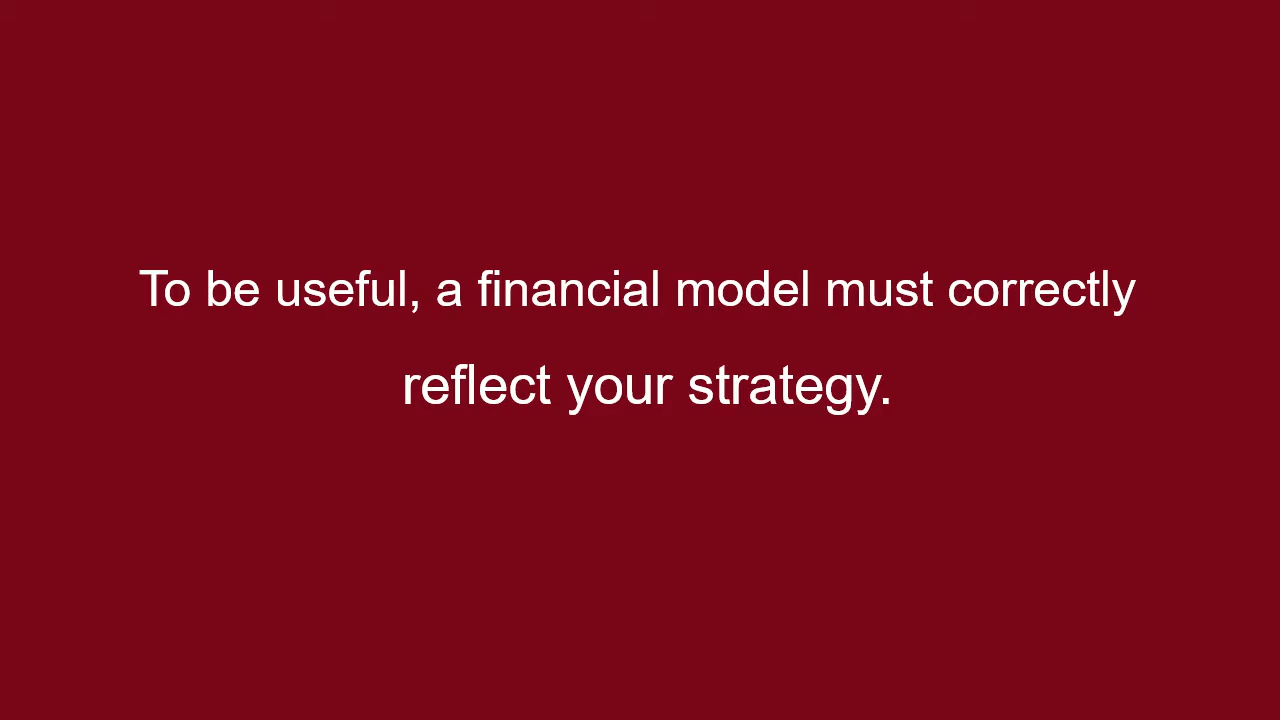 To be useful, a financial model must correctly
reflect your strategy.